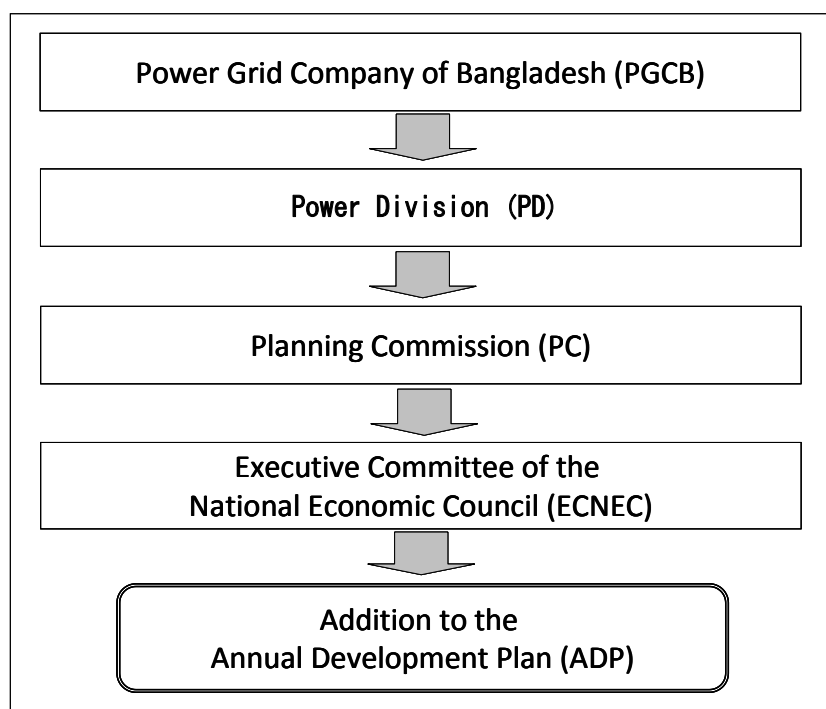 Power Grid Company of Bangladesh (PGCB)
Power Division (PD)
Planning Commission (PC)
Executive Committee of the
National Economic Council (ECNEC)
Addition to the
Annual Development Plan (ADP)